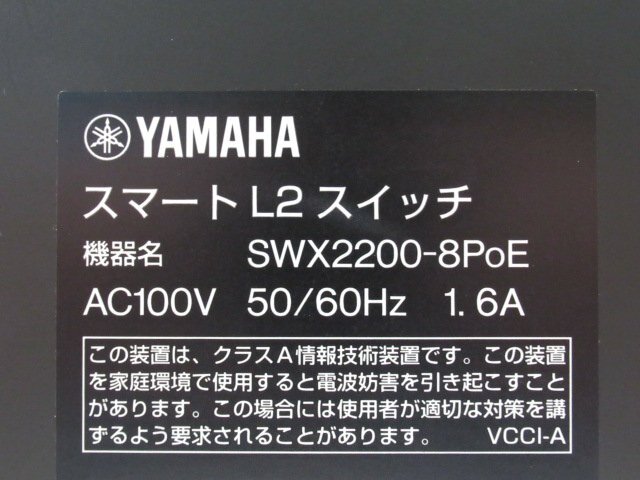 YAMAHA
スマート L2 スイッチ
機器名 SWX2200-8PoE
AC100V 50/60Hz 1.6A
この装置は、クラスA情報技術装置です。この装置
を家庭環境で使用すると電波妨害を引き起こすこと
があります。この場合には使用者が適切な対策を講
ずるよう要求されることがあります。 VCCI-A